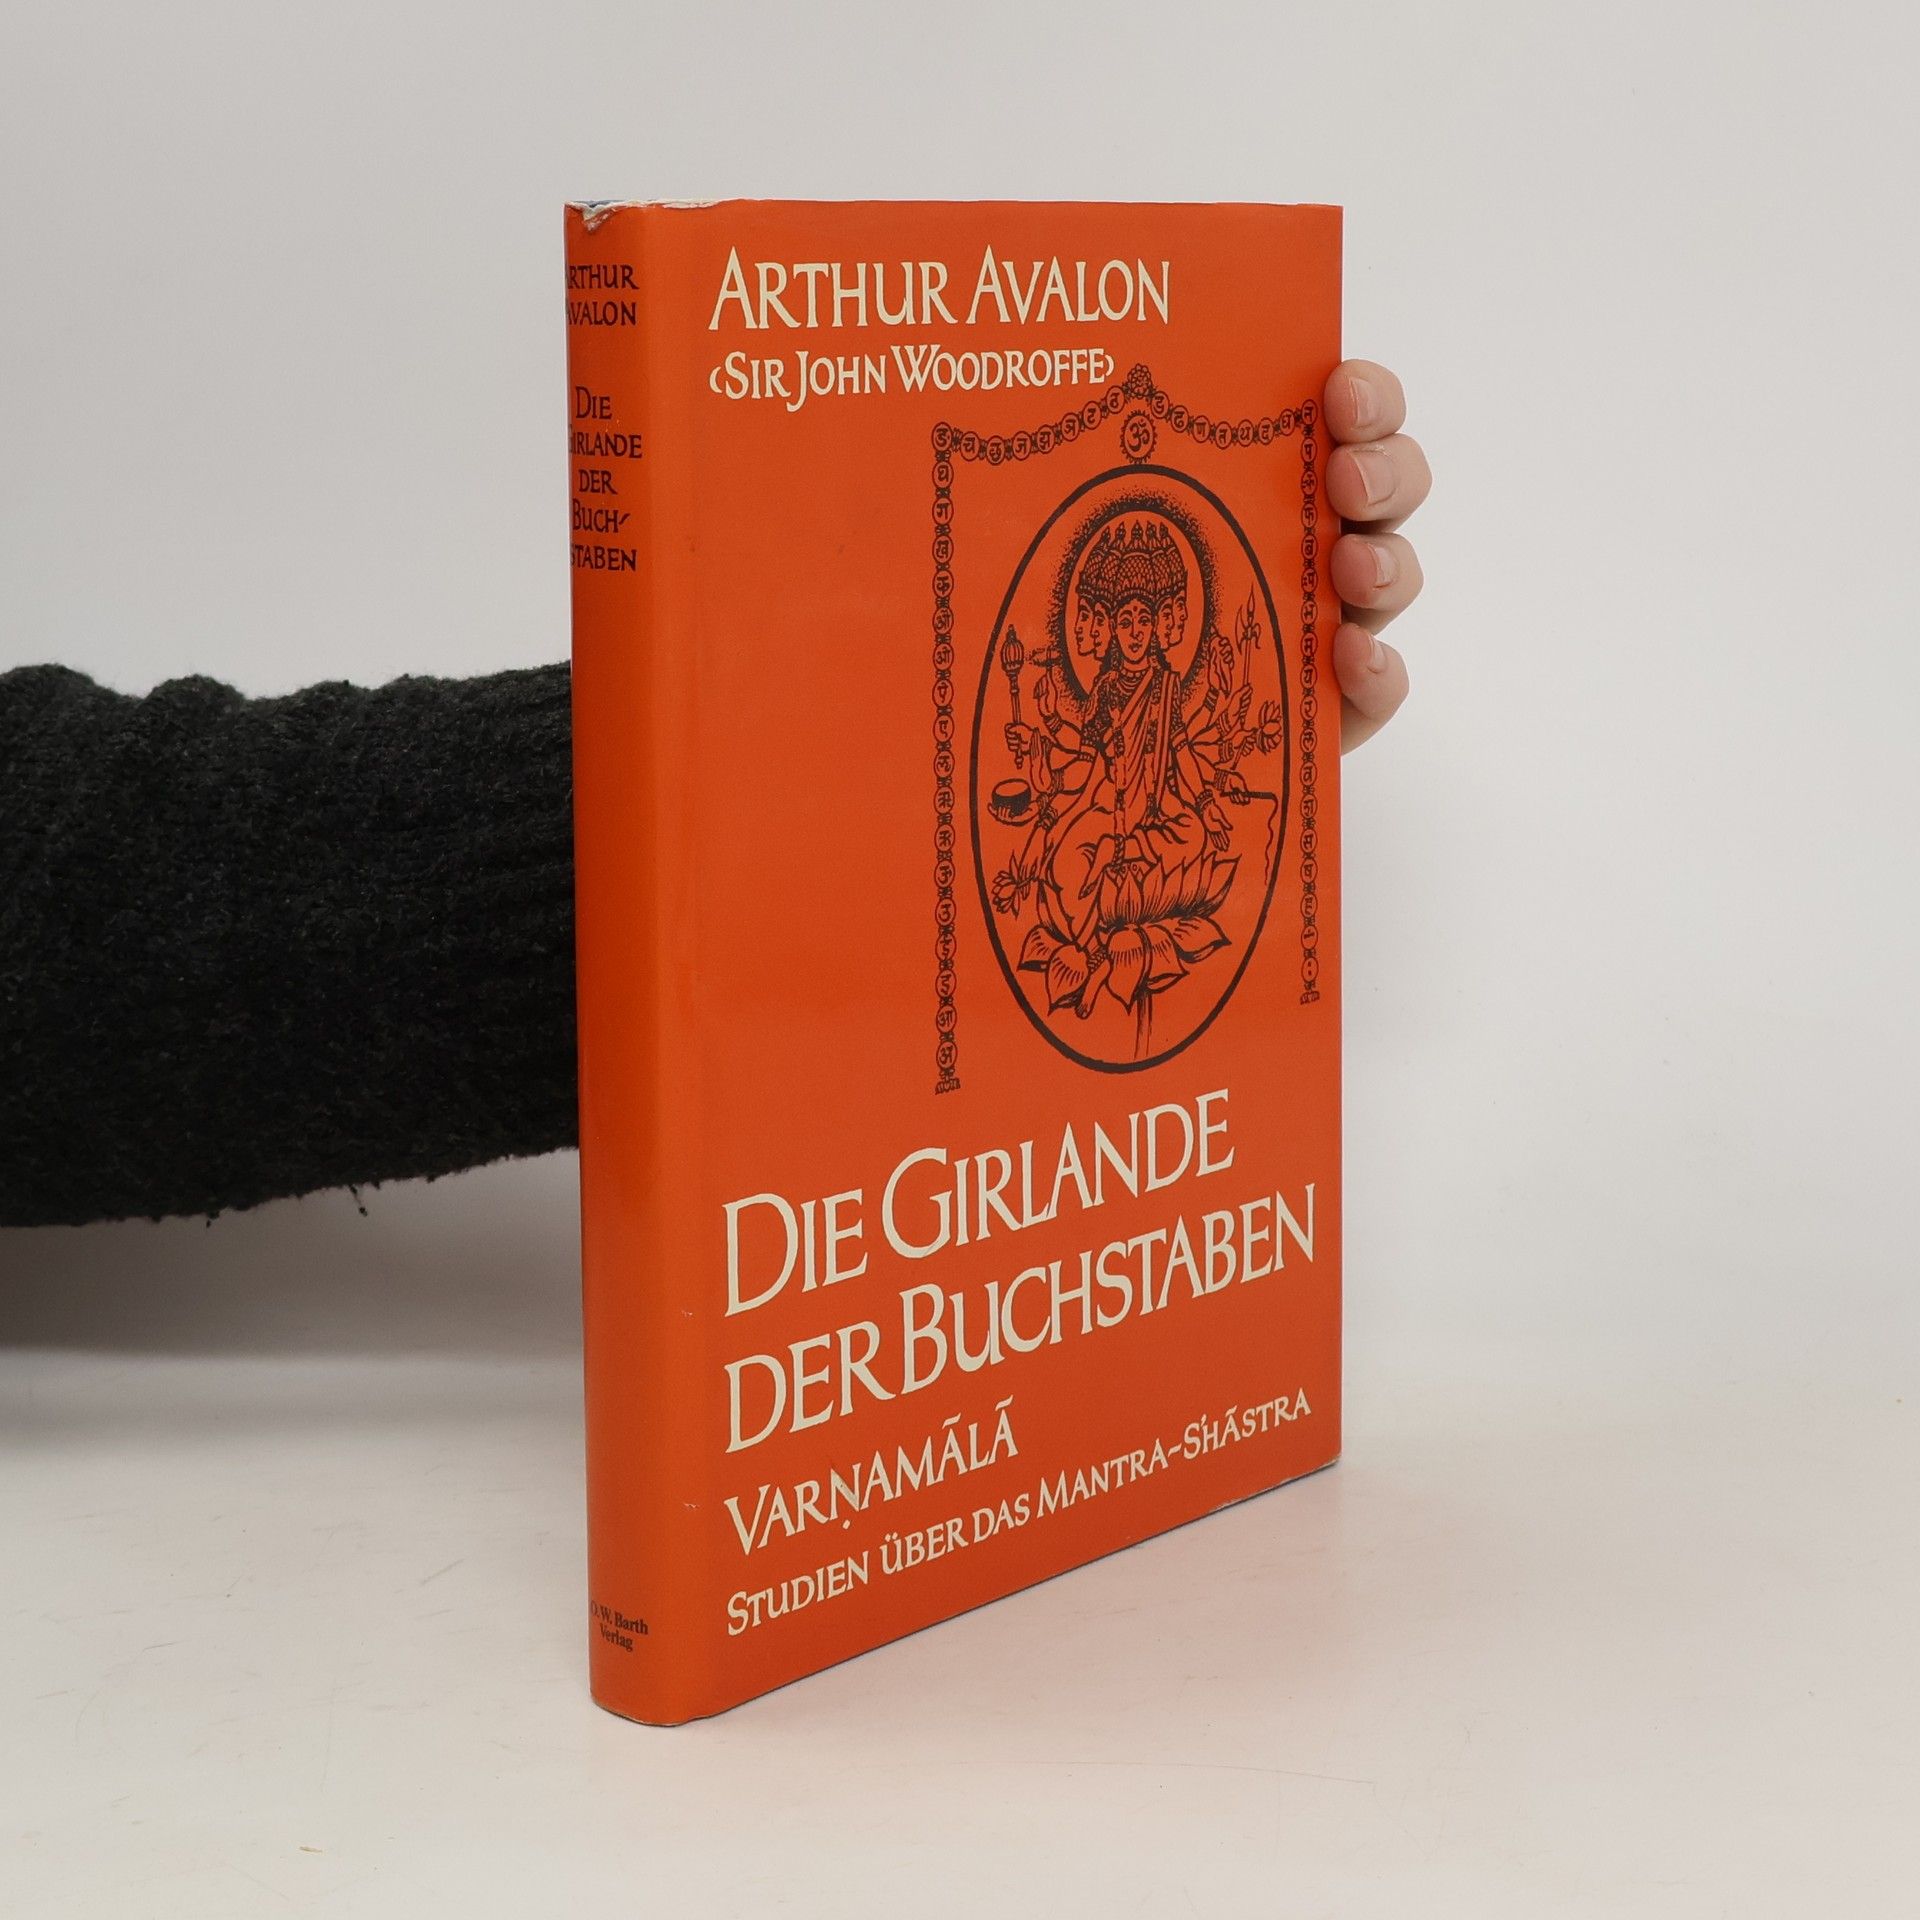 ARTHUR
AVALON
DIE
GIRLANDE
DER
BUCH-
STABEN
O. W. Barth
Verlag
ARTHUR AVALON
(SIR JOHN WOODROFFE)
ॐ
DIE GIRLANDE
DER BUCHSTABEN
VARṆAMĀLĀ
STUDIEN ÜBER DAS MANTRA-S'HĀSTRA